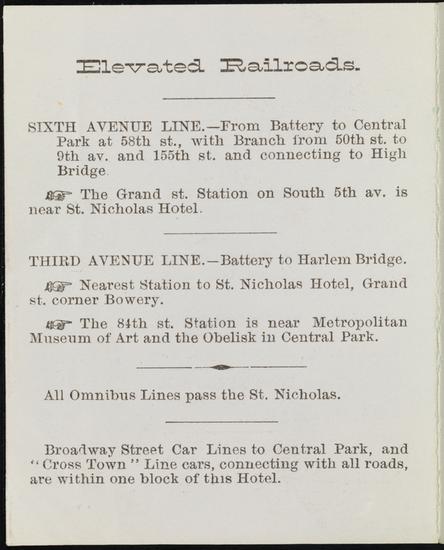 Elevated Railroads.
SIXTH AVENUE LINE.—From Battery to Central
Park at 58th st., with Branch from 50th st. to
9th av. and 155th st. and connecting to High
Bridge.
☞ The Grand st. Station on South 5th av. is
near St. Nicholas Hotel.
THIRD AVENUE LINE.—Battery to Harlem Bridge.
☞ Nearest Station to St. Nicholas Hotel, Grand
st. corner Bowery.
☞ The 84th st. Station is near Metropolitan
Museum of Art and the Obelisk in Central Park.
All Omnibus Lines pass the St. Nicholas.
Broadway Street Car Lines to Central Park, and
“Cross Town” Line cars, connecting with all roads,
are within one block of this Hotel.